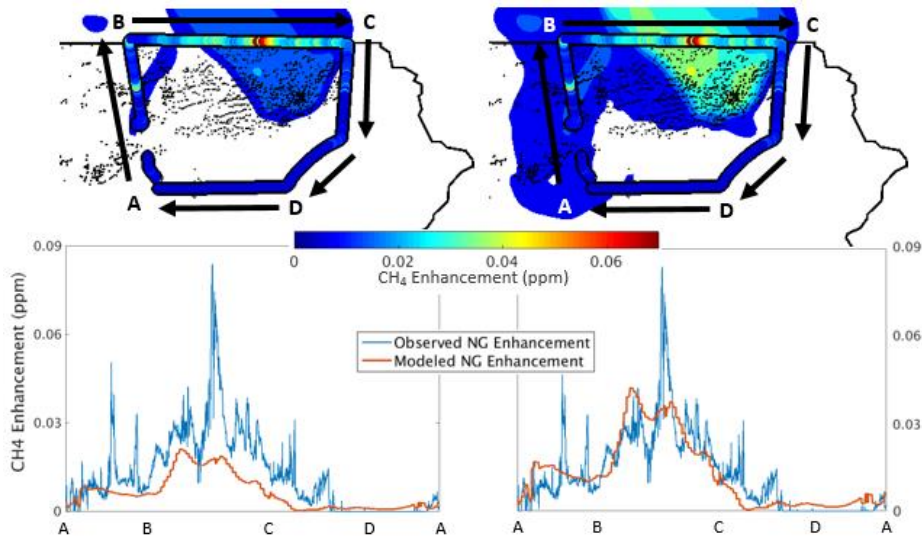 B
C
B
C
A
D
A
D
0
0.02
0.04
0.06
CH4 Enhancement (ppm)
0.09
0.09
0.06
0.06
CH4 Enhancement (ppm)
Observed NG Enhancement
Modeled NG Enhancement
0.03
0.03
0
0
A
B
C
D
A
A
B
C
D
A